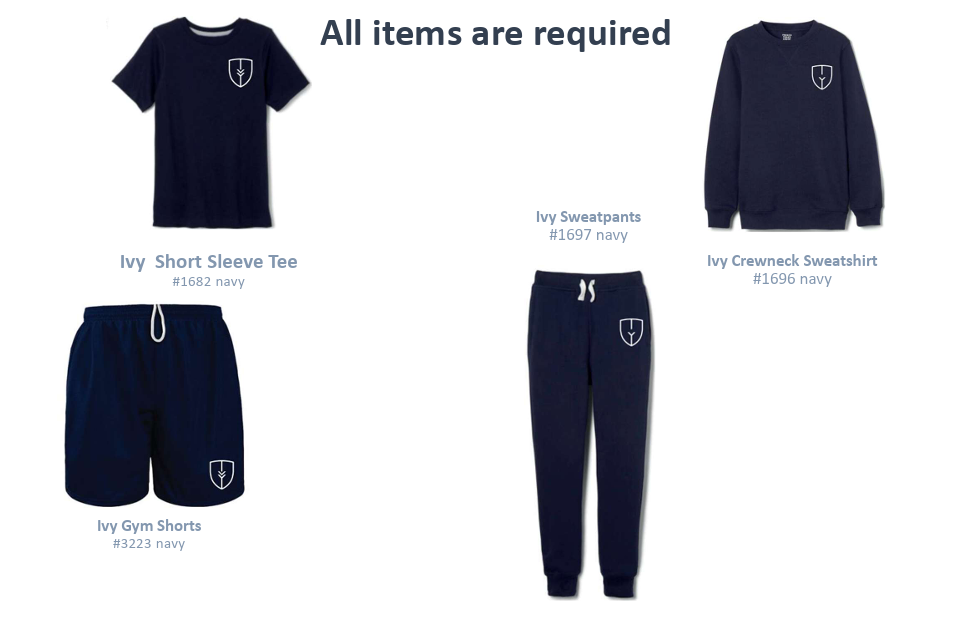 All items are required
Ivy Sweatpants
#1697 navy
Ivy  Short Sleeve Tee
#1682 navy
Ivy Crewneck Sweatshirt
#1696 navy
Ivy Gym Shorts
#3223 navy